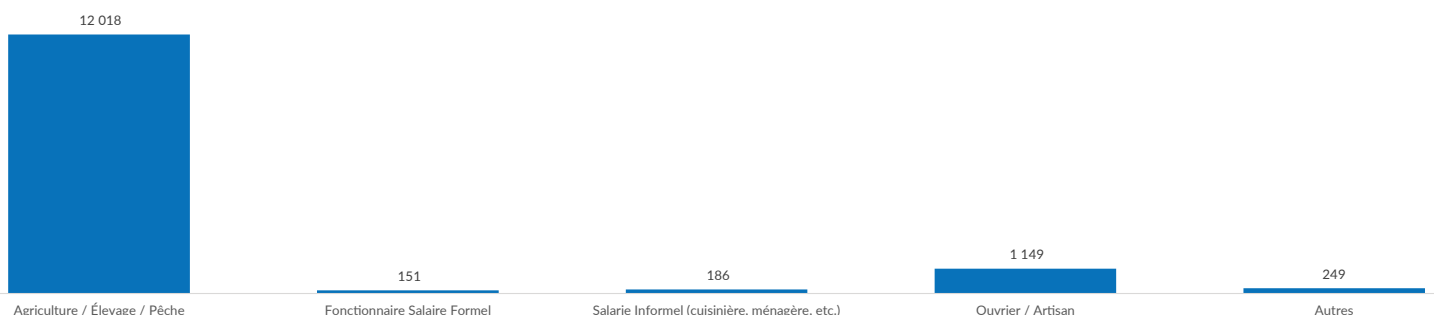 12 018
151
186
1 149
249
Agriculture / Élevage / Pêche
Fonctionnaire Salaire Formel
Salarie Informel (cuisinière, ménagère, etc.)
Ouvrier / Artisan
Autres